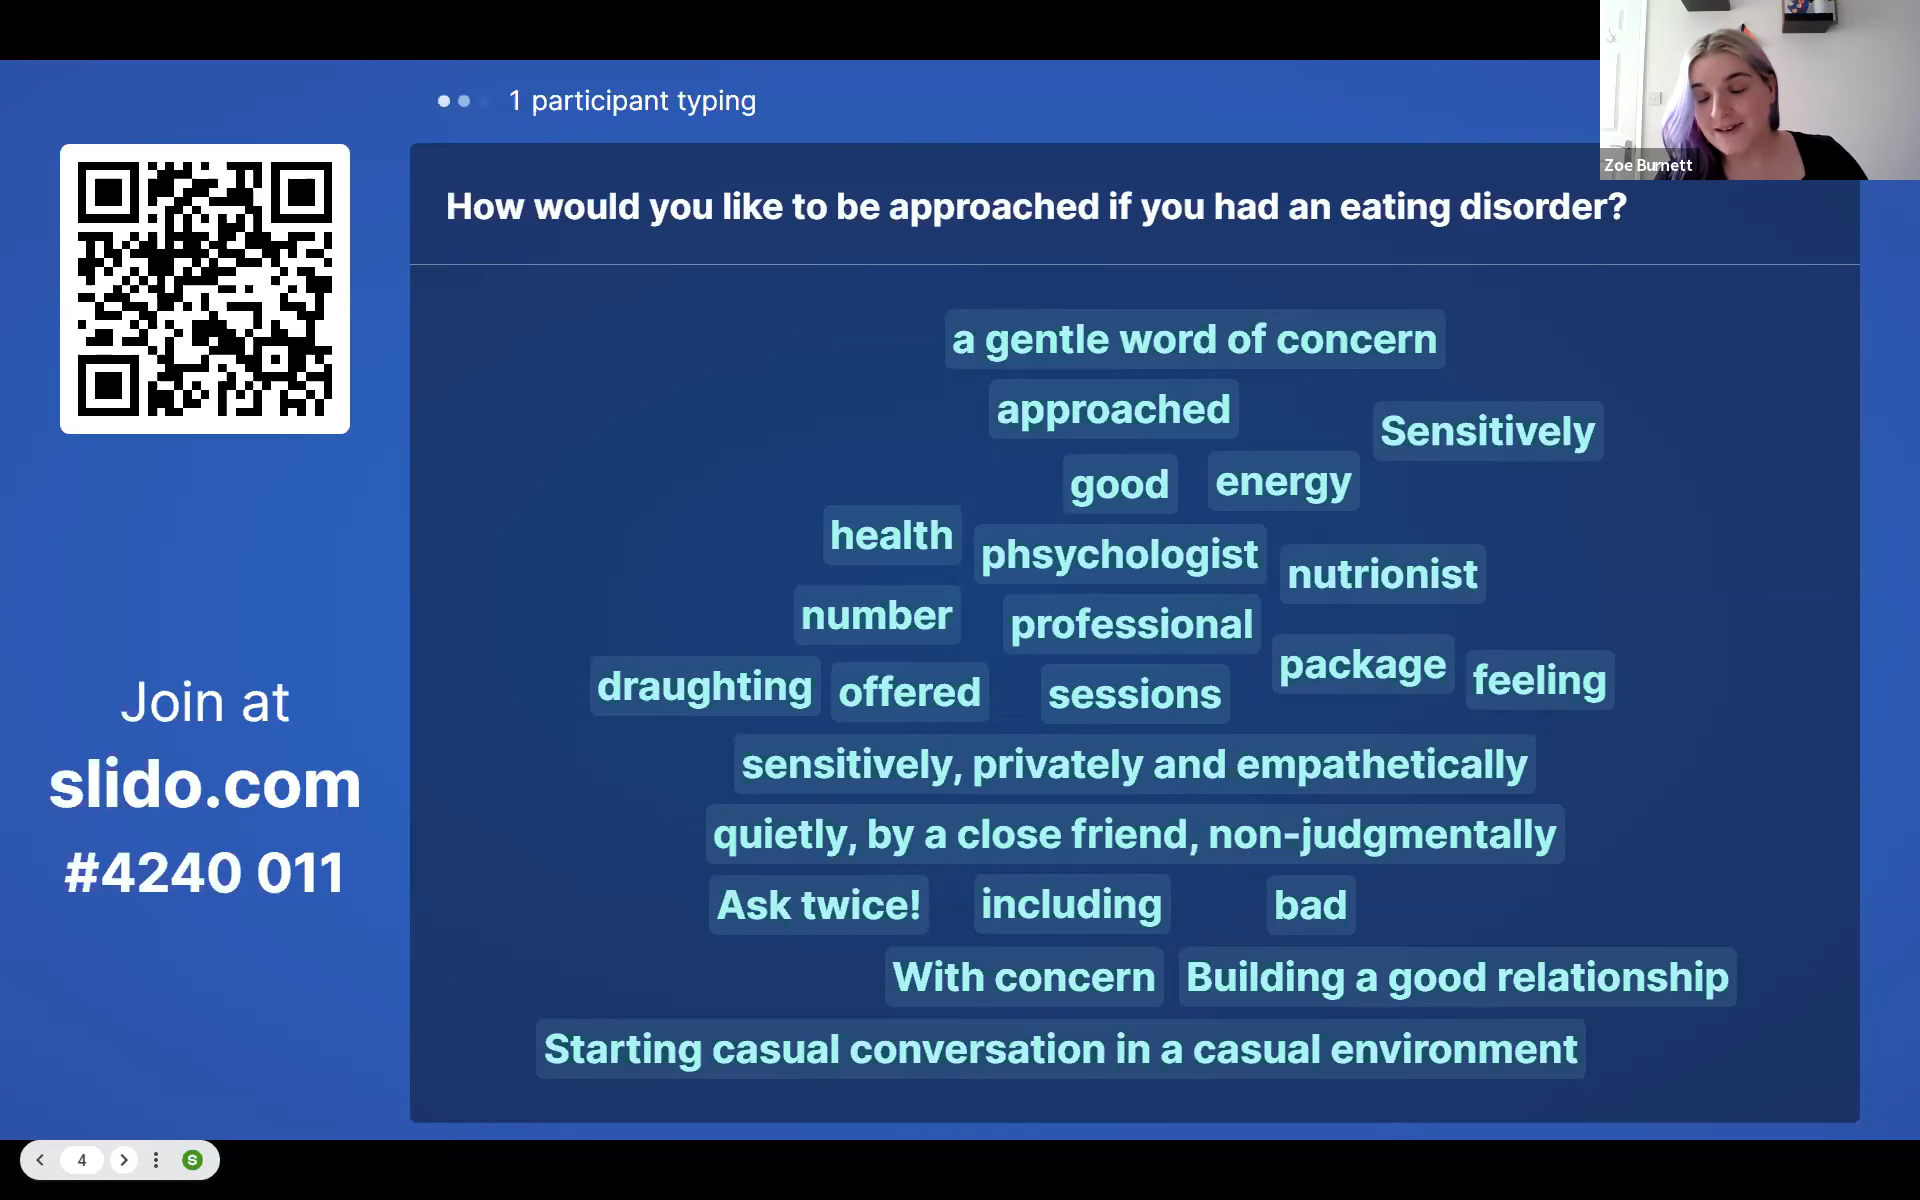 1 participant typing
Zoe Burnett
How would you like to be approached if you had an eating disorder?
a gentle word of concern
approached
Sensitively
good
energy
health
phsychologist
nutrionist
number
professional
package
feeling
draughting
offered
sessions
sensitively, privately and empathetically
quietly, by a close friend, non-judgmentally
Ask twice!
including
bad
With concern
Building a good relationship
Starting casual conversation in a casual environment
Join at
slido.com
#4240 011
4
S